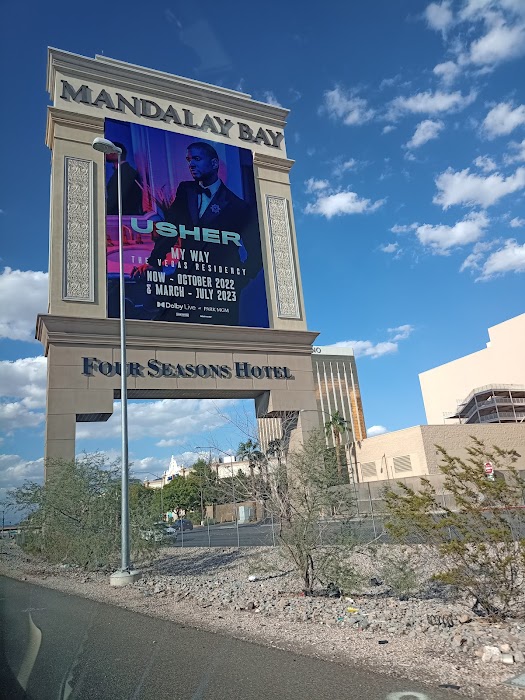 MANDALAY BAY
USHER
MY WAY
THE VEGAS RESIDENCY
NOW - OCTOBER 2022
& MARCH - JULY 2023
Dolby Live AT PARK MGM
FOUR SEASONS HOTEL